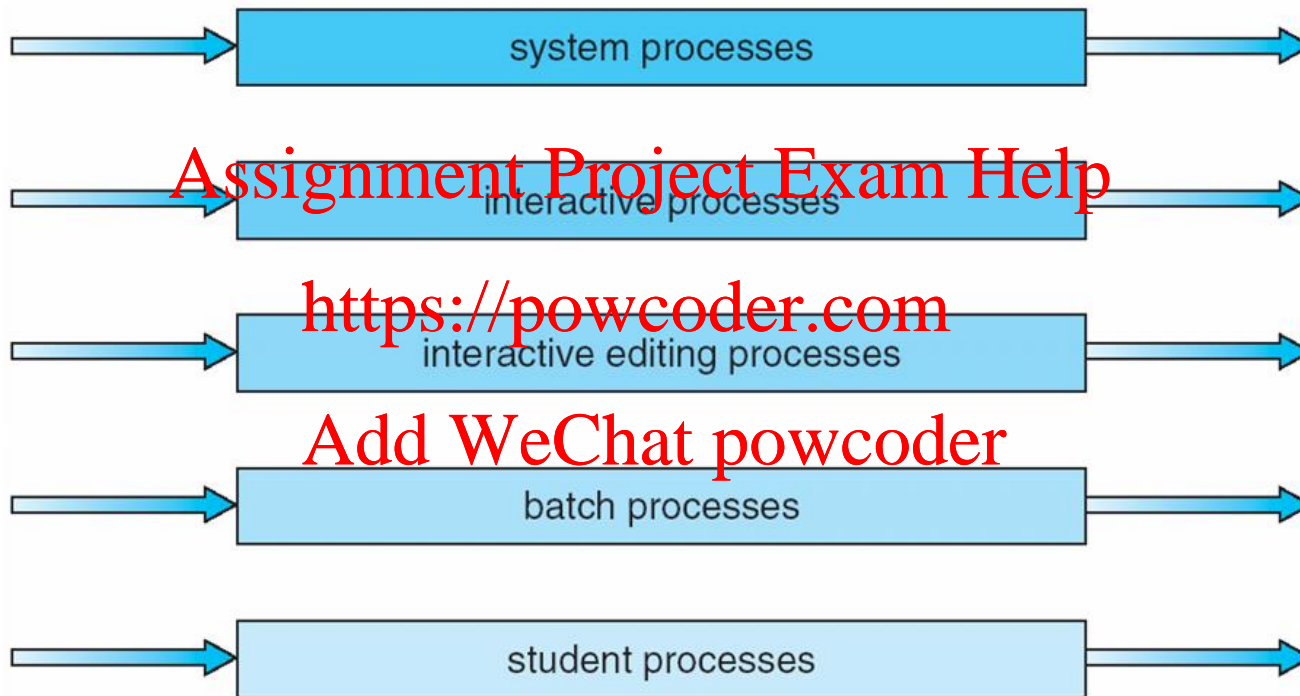 system processes
Assignment Project Exam Help
interactive processes
https://powcoder.com
interactive editing processes
Add WeChat powcoder
batch processes
student processes